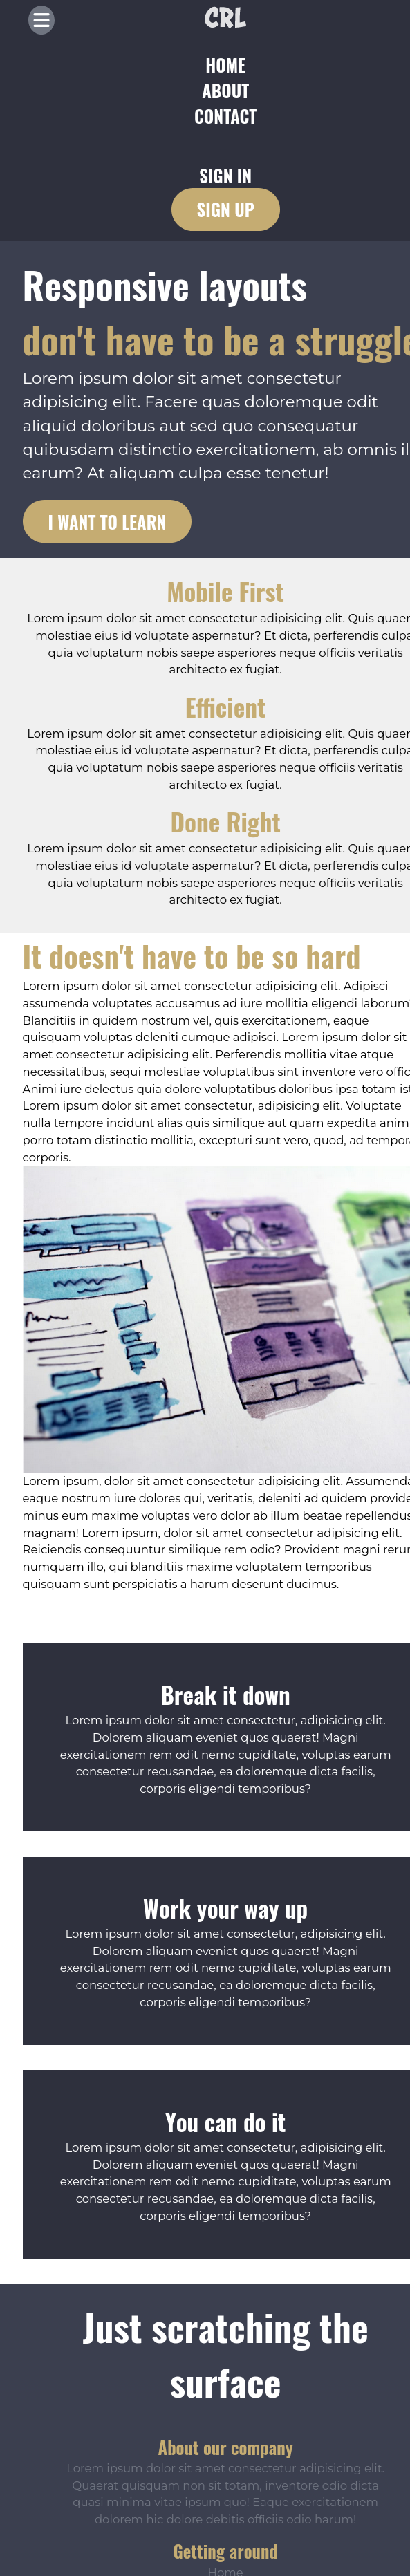 CRL
HOME
ABOUT
CONTACT
SIGN IN
SIGN UP
Responsive layouts
don't have to be a struggle
Lorem ipsum dolor sit amet consectetur
adipisicing elit. Facere quas doloremque odit
aliquid doloribus aut sed quo consequatur
quibusdam distinctio exercitationem, ab omnis il
earum? At aliquam culpa esse tenetur!
I WANT TO LEARN
Mobile First
Lorem ipsum dolor sit amet consectetur adipisicing elit. Quis quaer
molestiae eius id voluptate aspernatur? Et dicta, perferendis culpa
quia voluptatum nobis saepe asperiores neque officiis veritatis
architecto ex fugiat.
Efficient
Lorem ipsum dolor sit amet consectetur adipisicing elit. Quis quaer
molestiae eius id voluptate aspernatur? Et dicta, perferendis culpa
quia voluptatum nobis saepe asperiores neque officiis veritatis
architecto ex fugiat.
Done Right
Lorem ipsum dolor sit amet consectetur adipisicing elit. Quis quaer
molestiae eius id voluptate aspernatur? Et dicta, perferendis culpa
quia voluptatum nobis saepe asperiores neque officiis veritatis
architecto ex fugiat.
It doesn't have to be so hard
Lorem ipsum dolor sit amet consectetur adipisicing elit. Adipisci
assumenda voluptates accusamus ad iure mollitia eligendi laborum?
Blanditiis in quidem nostrum vel, quis exercitationem, eaque
quisquam voluptas deleniti cumque adipisci. Lorem ipsum dolor sit
amet consectetur adipisicing elit. Perferendis mollitia vitae atque
necessitatibus, sequi molestiae voluptatibus sint inventore vero offic
Animi iure delectus quia dolore voluptatibus doloribus ipsa totam ist
Lorem ipsum dolor sit amet consectetur, adipisicing elit. Voluptate
nulla tempore incidunt alias quis similique aut quam expedita anim
porro totam distinctio mollitia, excepturi sunt vero, quod, ad tempora
corporis.
Lorem ipsum, dolor sit amet consectetur adipisicing elit. Assumenda
eaque nostrum iure dolores qui, veritatis, deleniti ad quidem provide
minus eum maxime voluptas vero dolor ab illum beatae repellendus
magnam! Lorem ipsum, dolor sit amet consectetur adipisicing elit.
Reiciendis consequuntur similique rem odio? Provident magni rerur
numquam illo, qui blanditiis maxime voluptatem temporibus
quisquam sunt perspiciatis a harum deserunt ducimus.
Break it down
Lorem ipsum dolor sit amet consectetur, adipisicing elit.
Dolorem aliquam eveniet quos quaerat! Magni
exercitationem rem odit nemo cupiditate, voluptas earum
consectetur recusandae, ea doloremque dicta facilis,
corporis eligendi temporibus?
Work your way up
Lorem ipsum dolor sit amet consectetur, adipisicing elit.
Dolorem aliquam eveniet quos quaerat! Magni
exercitationem rem odit nemo cupiditate, voluptas earum
consectetur recusandae, ea doloremque dicta facilis,
corporis eligendi temporibus?
You can do it
Lorem ipsum dolor sit amet consectetur, adipisicing elit.
Dolorem aliquam eveniet quos quaerat! Magni
exercitationem rem odit nemo cupiditate, voluptas earum
consectetur recusandae, ea doloremque dicta facilis,
corporis eligendi temporibus?
Just scratching the
surface
About our company
Lorem ipsum dolor sit amet consectetur adipisicing elit.
Quaerat quisquam non sit totam, inventore odio dicta
quasi minima vitae ipsum quo! Eaque exercitationem
dolorem hic dolore debitis officiis odio harum!
Getting around
Home